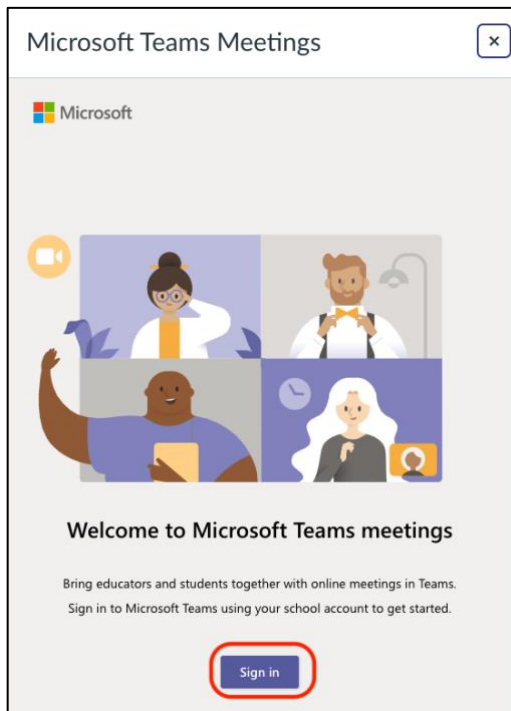 Microsoft Teams Meetings
×
Microsoft
Welcome to Microsoft Teams meetings
Bring educators and students together with online meetings in Teams.
Sign in to Microsoft Teams using your school account to get started.
Sign in